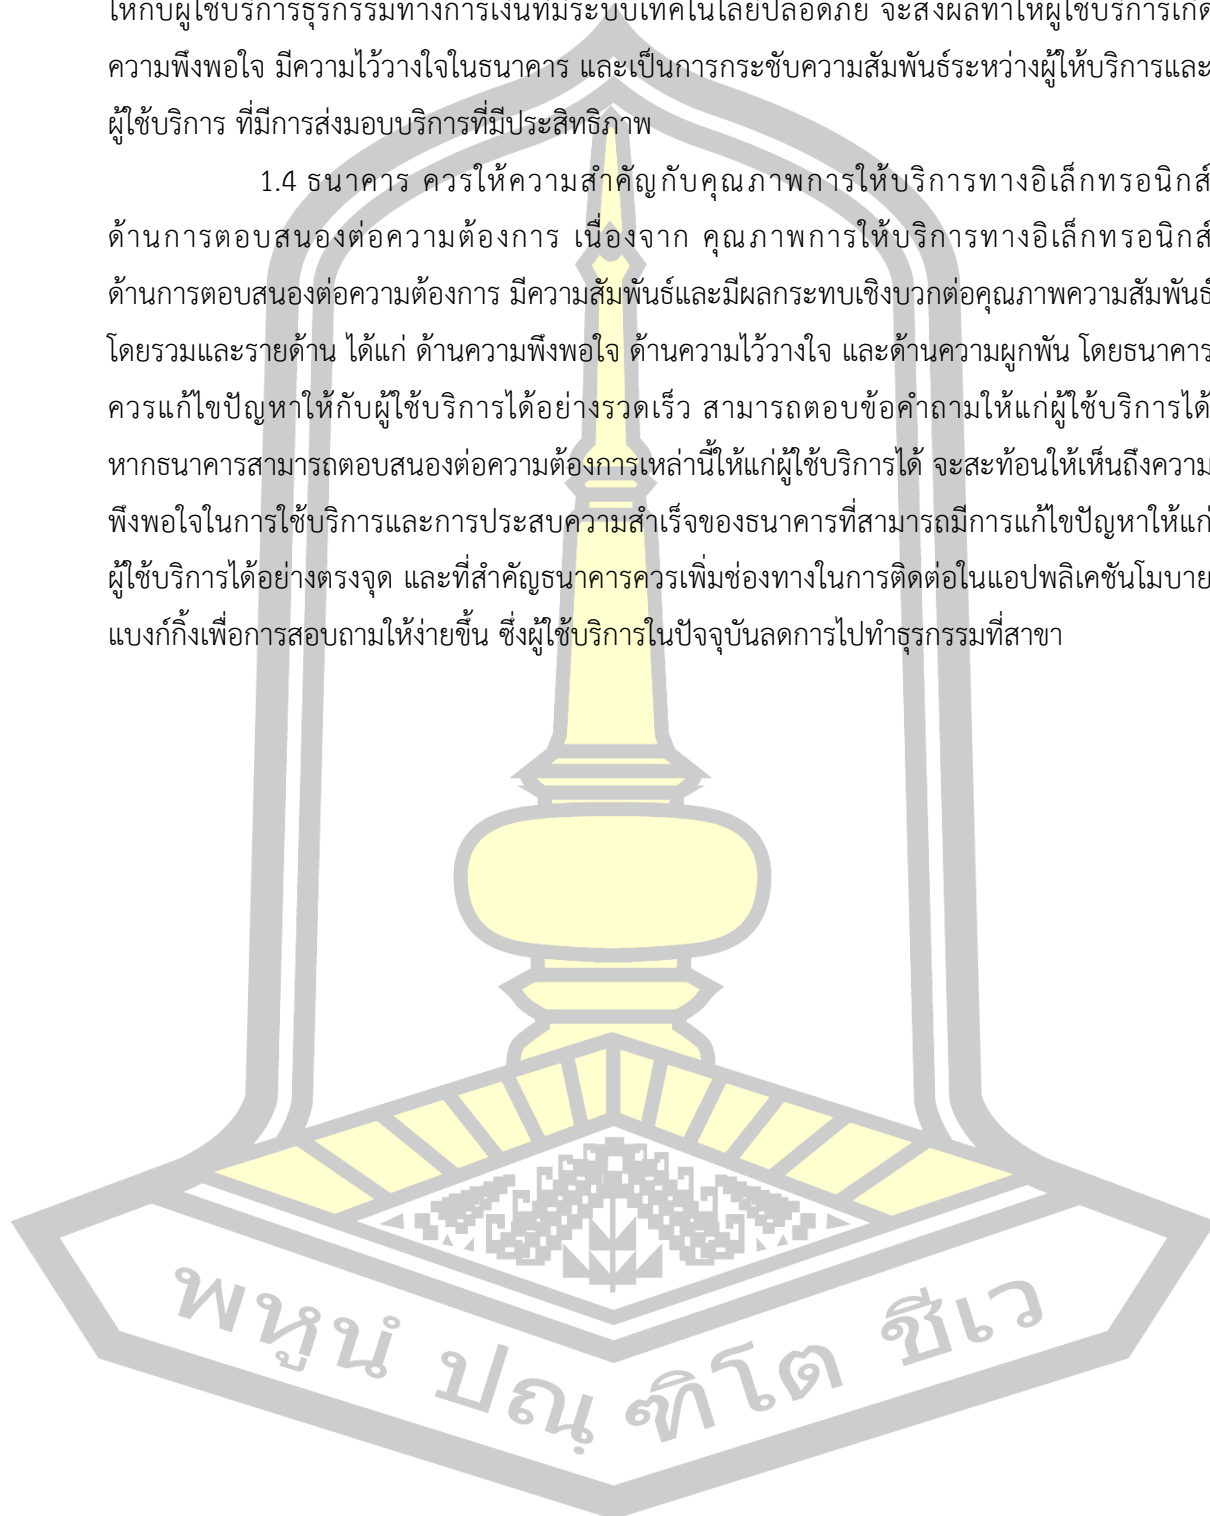 ให้กับผู้ใช้บริการธุรกรรมทางการเงินที่มีระบบเทคโนโลยีปลอดภัย จะส่งผลทำให้ผู้ใช้บริการเกิด
ความพึงพอใจ มีความไว้วางใจในธนาคาร และเป็นการกระชับความสัมพันธ์ระหว่างผู้ให้บริการและ
ผู้ใช้บริการ ที่มีการส่งมอบบริการที่มีประสิทธิภาพ
1.4 ธนาคาร ควรให้ความสำคัญกับคุณภาพการให้บริการทางอิเล็กทรอนิกส์
ด้านการตอบสนองต่อความต้องการ เนื่องจาก คุณภาพการให้บริการทางอิเล็กทรอนิกส์
ด้านการตอบสนองต่อความต้องการ มีความสัมพันธ์และมีผลกระทบเชิงบวกต่อคุณภาพความสัมพันธ์
โดยรวมและรายด้าน ได้แก่ ด้านความพึงพอใจ ด้านความไว้วางใจ และด้านความผูกพัน โดยธนาคาร
ควรแก้ไขปัญหาให้กับผู้ใช้บริการได้อย่างรวดเร็ว สามารถตอบข้อคำถามให้แก่ผู้ใช้บริการได้
หากธนาคารสามารถตอบสนองต่อความต้องการเหล่านี้ให้แก่ผู้ใช้บริการได้ จะสะท้อนให้เห็นถึงความ
พึงพอใจในการใช้บริการและการประสบความสำเร็จของธนาคารที่สามารถมีการแก้ไขปัญหาให้แก่
ผู้ใช้บริการได้อย่างตรงจุด และที่สำคัญธนาคารควรเพิ่มช่องทางในการติดต่อในแอปพลิเคชันโมบาย
แบงก์กิ้งเพื่อการสอบถามให้ง่ายขึ้น ซึ่งผู้ใช้บริการในปัจจุบันลดการไปทำธุรกรรมที่สาขา
พหูนํ ปณฺฑิโต ชีเว